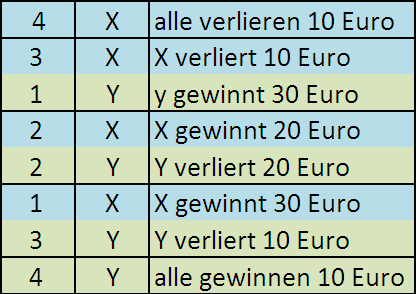 4 X alle verlieren 10 Euro
3 X X verliert 10 Euro
1 Y y gewinnt 30 Euro
2 X X gewinnt 20 Euro
2 Y Y verliert 20 Euro
1 X X gewinnt 30 Euro
3 Y Y verliert 10 Euro
4 Y alle gewinnen 10 Euro